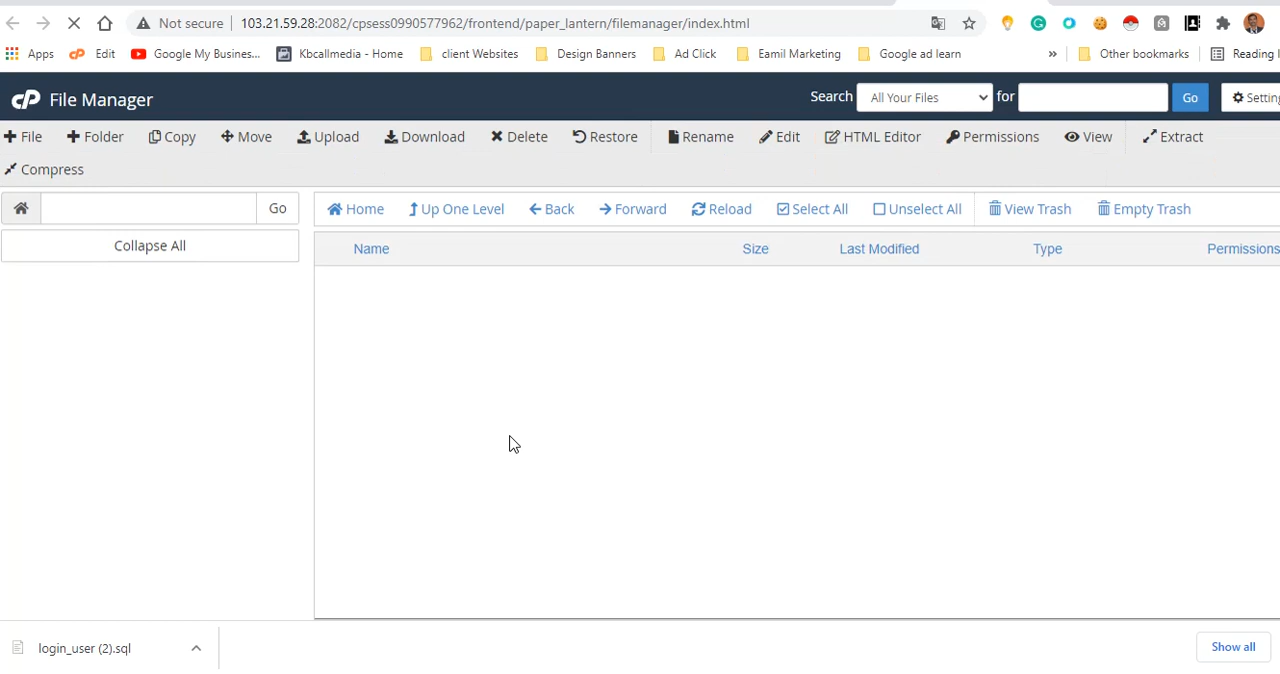 Not secure 103.21.59.28:2082/cpsess0990577962/frontend/paper_lantern/filemanager/index.html
Apps Edit Google My Busines... Kbcallmedia - Home client Websites Design Banners Ad Click Eamil Marketing Google ad learn » Other bookmarks Reading l
cP File Manager Search All Your Files for Go Setting
File Folder Copy Move Upload Download Delete Restore Rename Edit HTML Editor Permissions View Extract
Compress
Go Home Up One Level Back Forward Reload Select All Unselect All View Trash Empty Trash
Collapse All
Name Size Last Modified Type Permissions
login_user (2).sql Show all